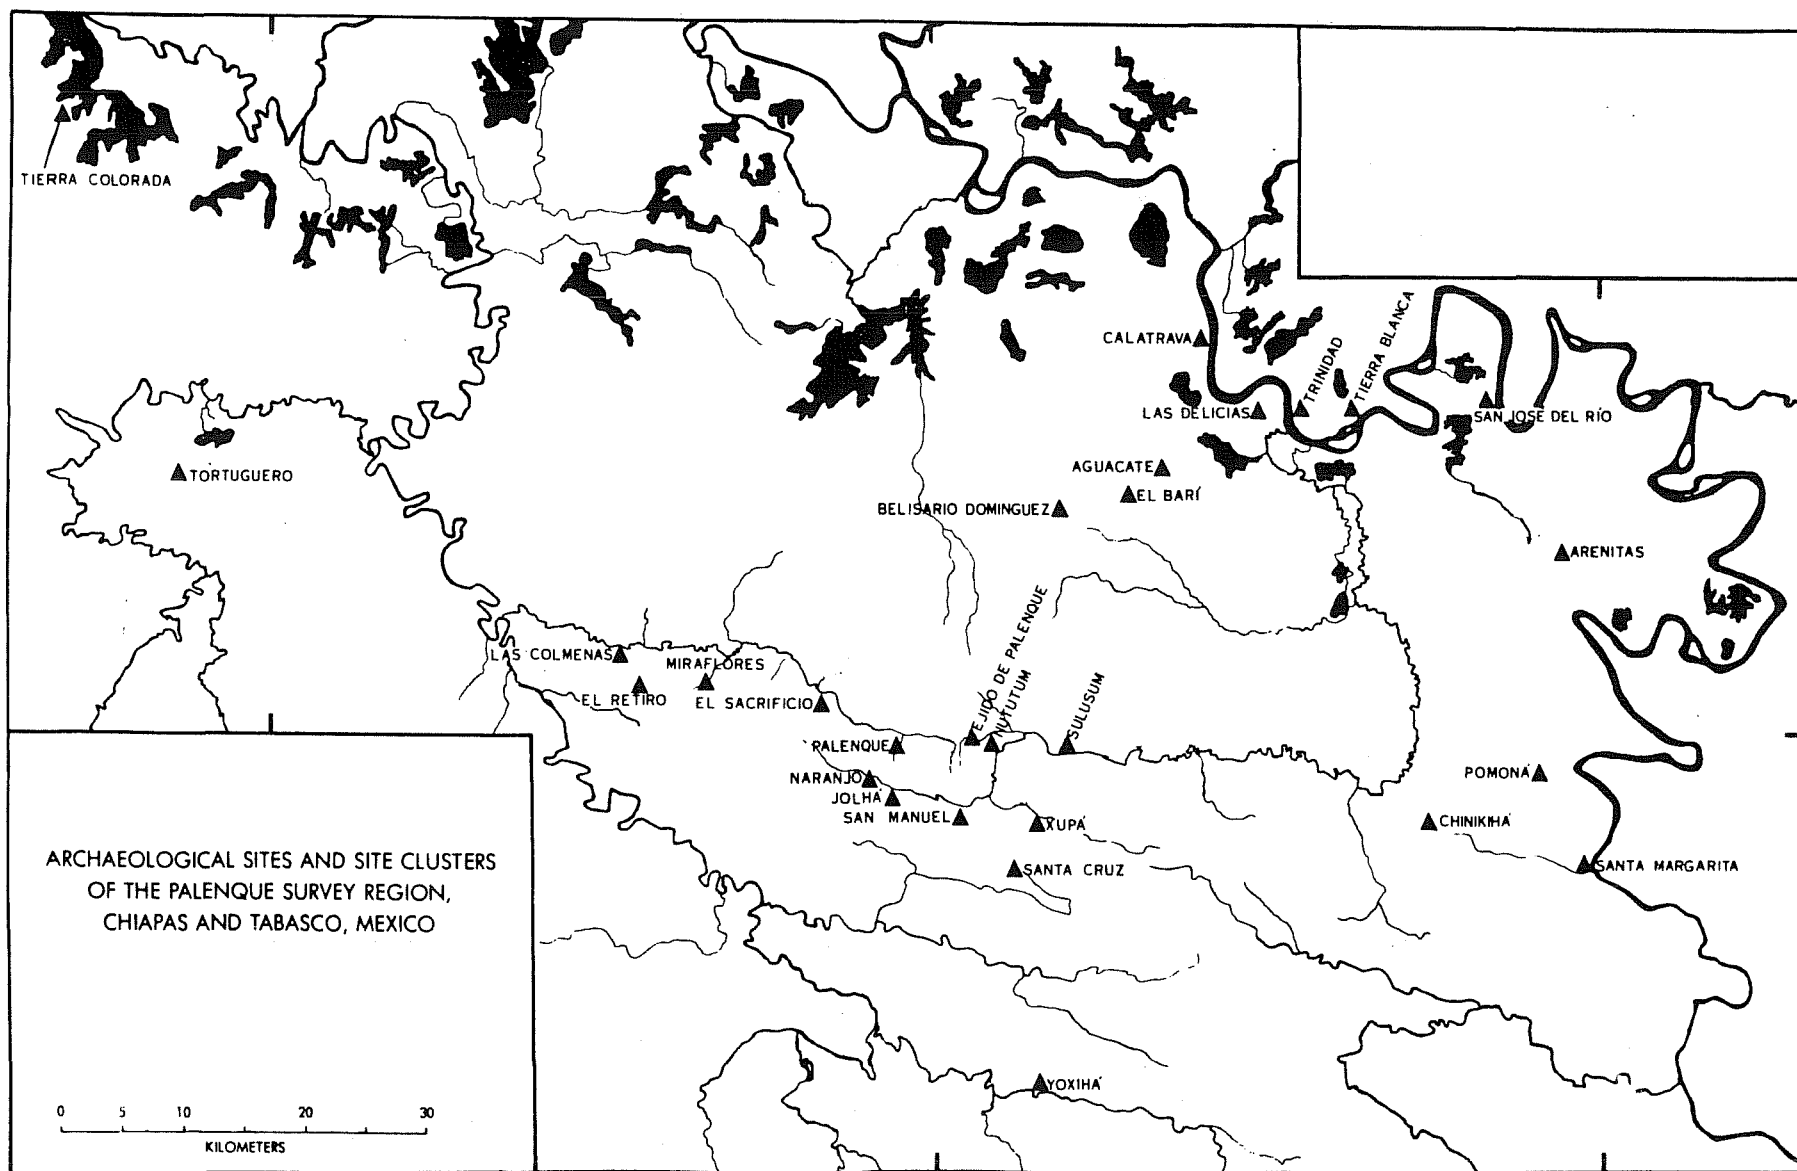 TIERRA COLORADA
CALATRAVA
TRINIDAD
TIERRA BLANCA
LAS DELICIAS
SAN JOSE DEL RÍO
TORTUGUERO
AGUACATE
EL BARÍ
BELISARIO DOMINGUEZ
ARENITAS
LAS COLMENAS
MIRAFLORES
EL RETIRO
EL SACRIFICIO
EJIDO DE PALENQUE
NUTUTUM
SULUSUM
PALENQUE
NARANJO
JOLHÁ
SAN MANUEL
XUPÁ
POMONÁ
CHINIKIHÁ
SANTA CRUZ
SANTA MARGARITA
YOXIHÁ
ARCHAEOLOGICAL SITES AND SITE CLUSTERS
OF THE PALENQUE SURVEY REGION,
CHIAPAS AND TABASCO, MEXICO
0 5 10 20 30
KILOMETERS